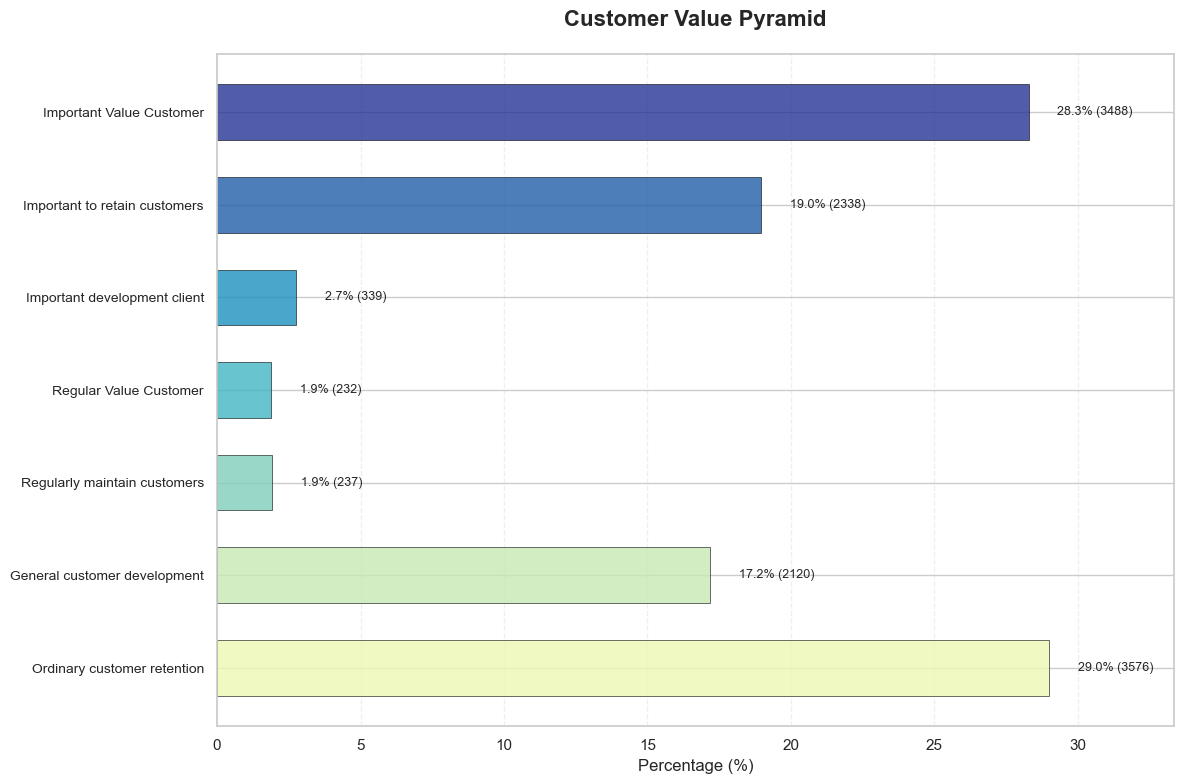 Customer Value Pyramid
Important Value Customer
28.3% (3488)
Important to retain customers
19.0% (2338)
Important development client
2.7% (339)
Regular Value Customer
1.9% (232)
Regularly maintain customers
1.9% (237)
General customer development
17.2% (2120)
Ordinary customer retention
29.0% (3576)
0 5 10 15 20 25 30
Percentage (%)